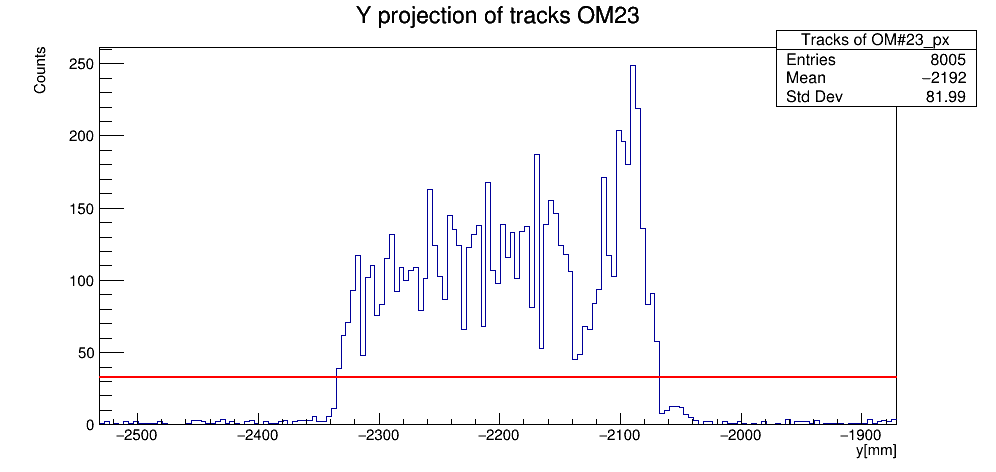 Y projection of tracks OM23
Tracks of OM#23_px
Entries 8005
Mean −2192
Std Dev 81.99
Counts
250
200
150
100
50
0
−2500 −2400 −2300 −2200 −2100 −2000 −1900
y[mm]